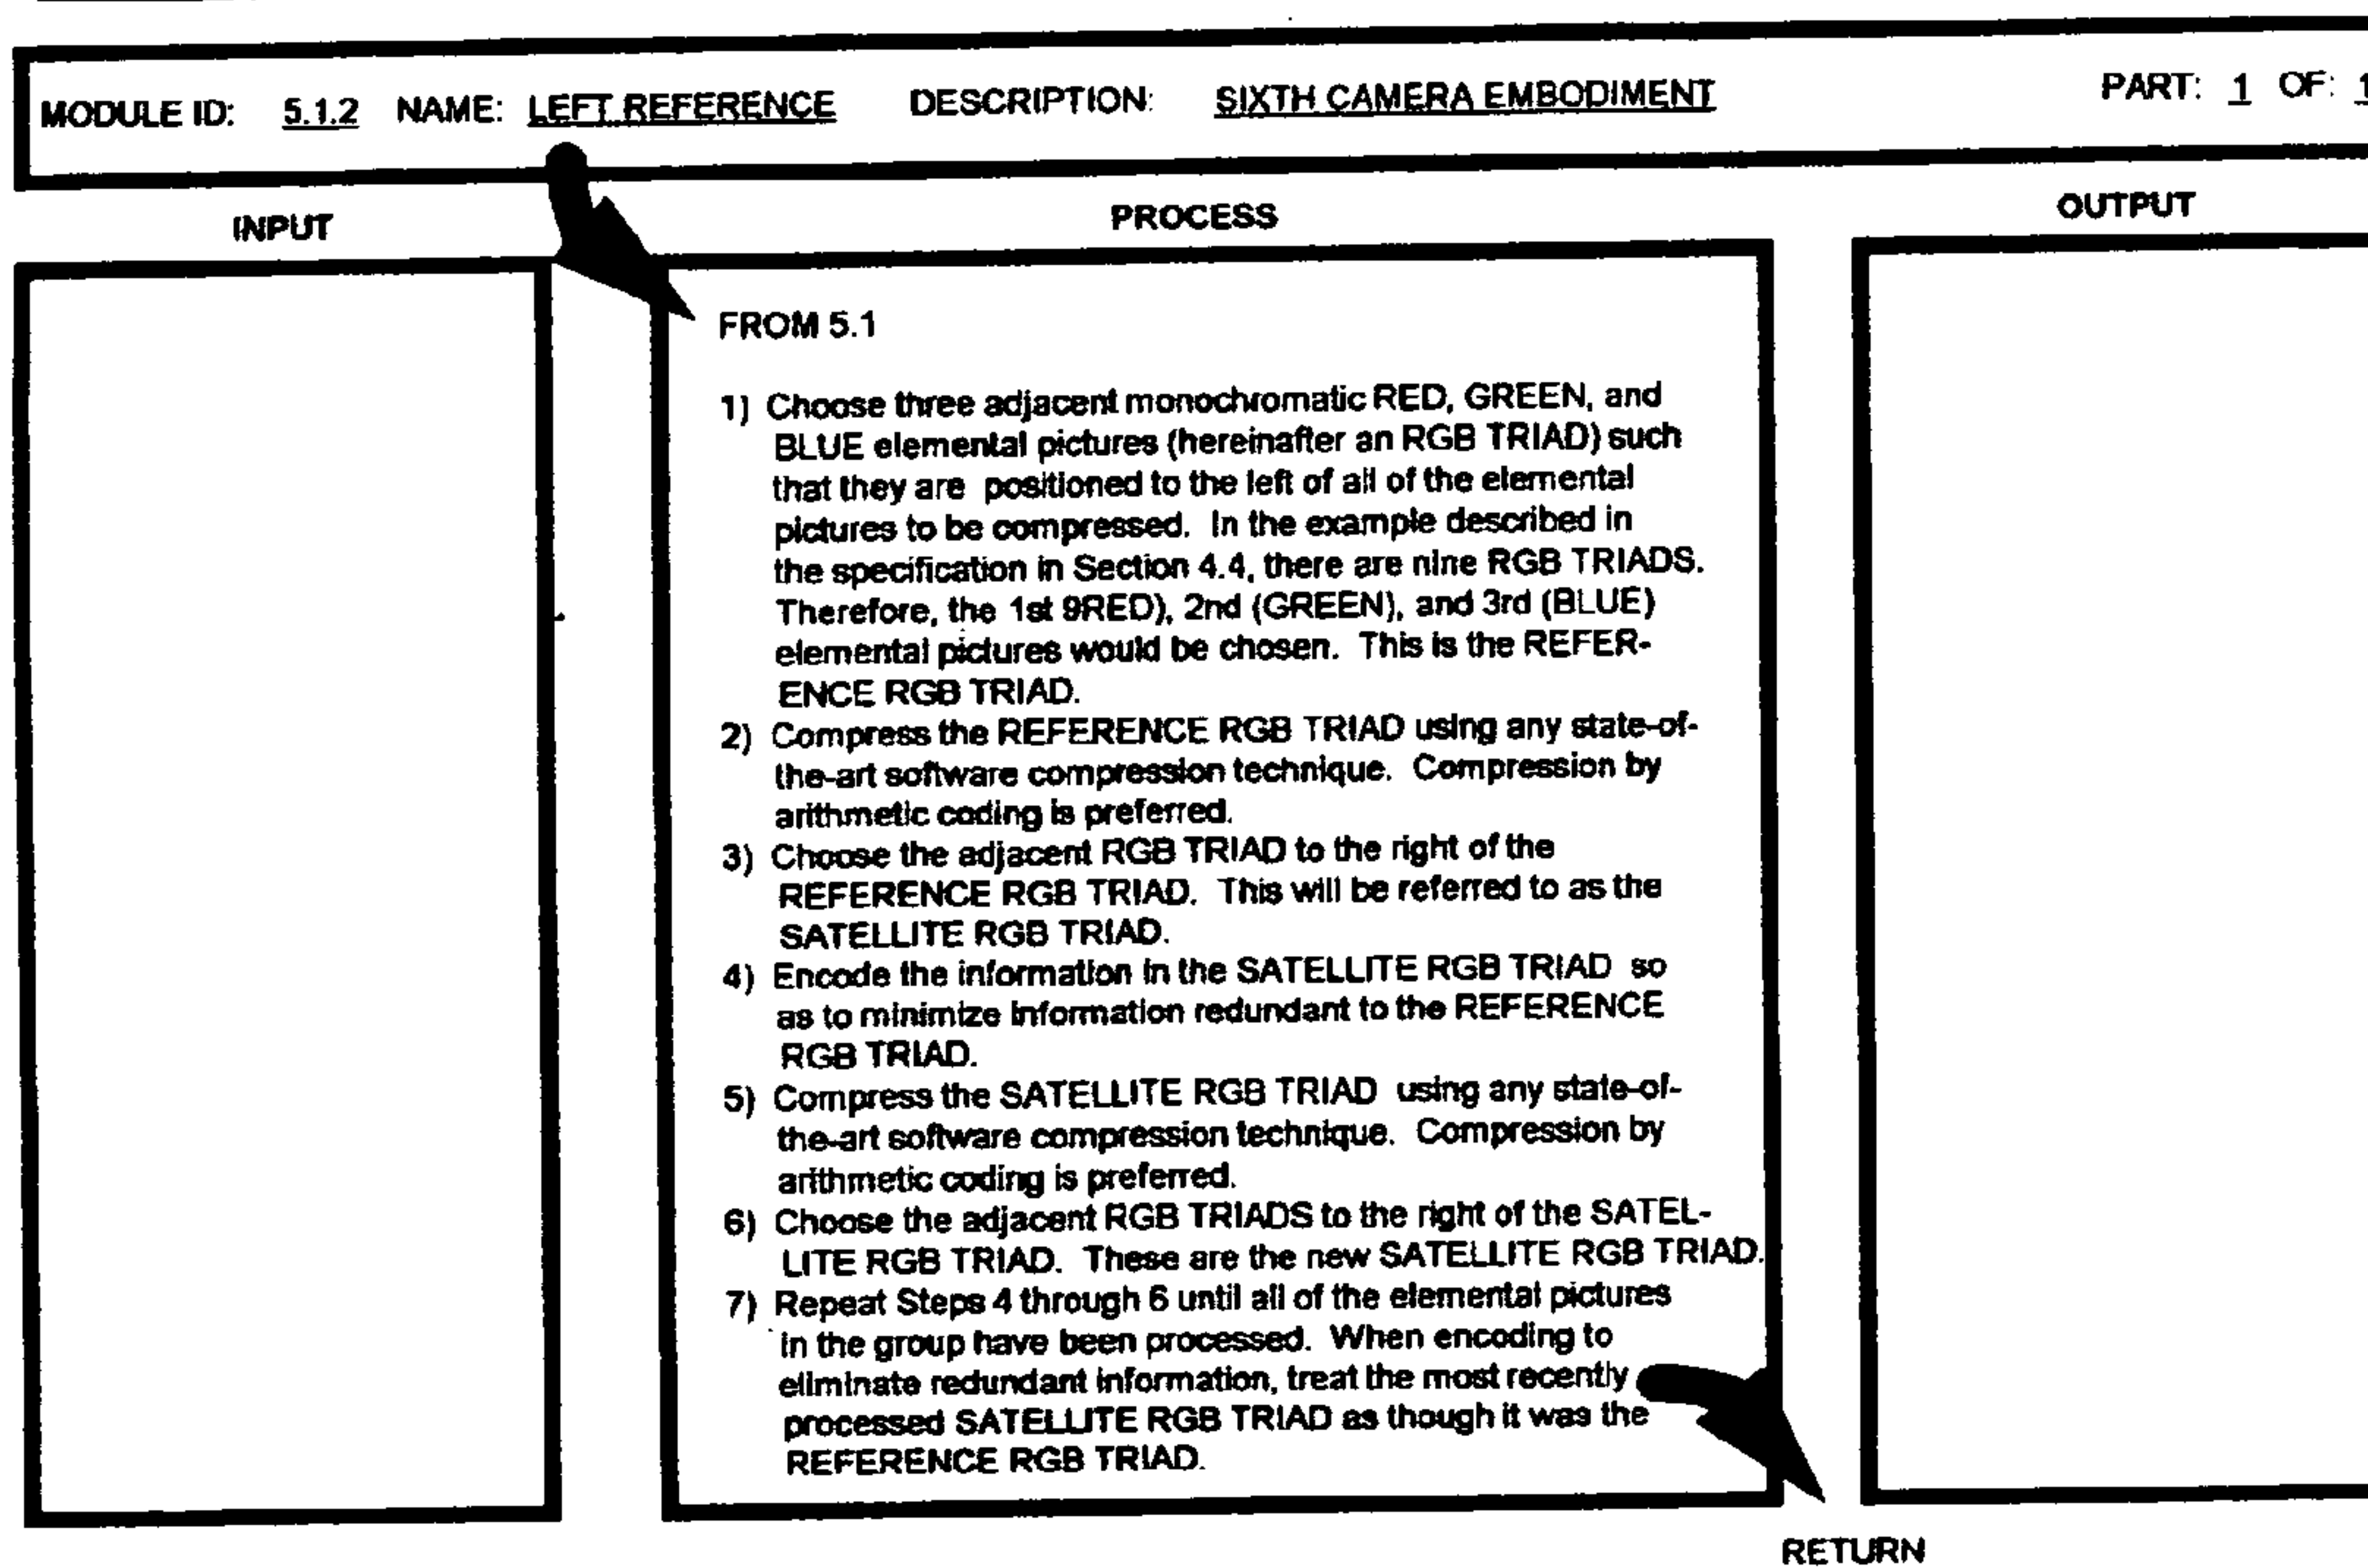 MODULE ID: 5.1.2 NAME: LEFT REFERENCE DESCRIPTION: SIXTH CAMERA EMBODIMENT PART: 1 OF: 1
INPUT PROCESS OUTPUT
FROM 5.1
1) Choose three adjacent monochromatic RED, GREEN, and
BLUE elemental pictures (hereinafter an RGB TRIAD) such
that they are positioned to the left of all of the elemental
pictures to be compressed. In the example described in
the specification in Section 4.4, there are nine RGB TRIADS.
Therefore, the 1st 9RED), 2nd (GREEN), and 3rd (BLUE)
elemental pictures would be chosen. This is the REFER-
ENCE RGB TRIAD.
2) Compress the REFERENCE RGB TRIAD using any state-of-
the-art software compression technique. Compression by
arithmetic coding is preferred.
3) Choose the adjacent RGB TRIAD to the right of the
REFERENCE RGB TRIAD. This will be referred to as the
SATELLITE RGB TRIAD.
4) Encode the information in the SATELLITE RGB TRIAD so
as to minimize information redundant to the REFERENCE
RGB TRIAD.
5) Compress the SATELLITE RGB TRIAD using any state-of-
the-art software compression technique. Compression by
arithmetic coding is preferred.
6) Choose the adjacent RGB TRIADS to the right of the SATEL-
LITE RGB TRIAD. These are the new SATELLITE RGB TRIAD.
7) Repeat Steps 4 through 6 until all of the elemental pictures
in the group have been processed. When encoding to
eliminate redundant information, treat the most recently
processed SATELLITE RGB TRIAD as though it was the
REFERENCE RGB TRIAD.
RETURN